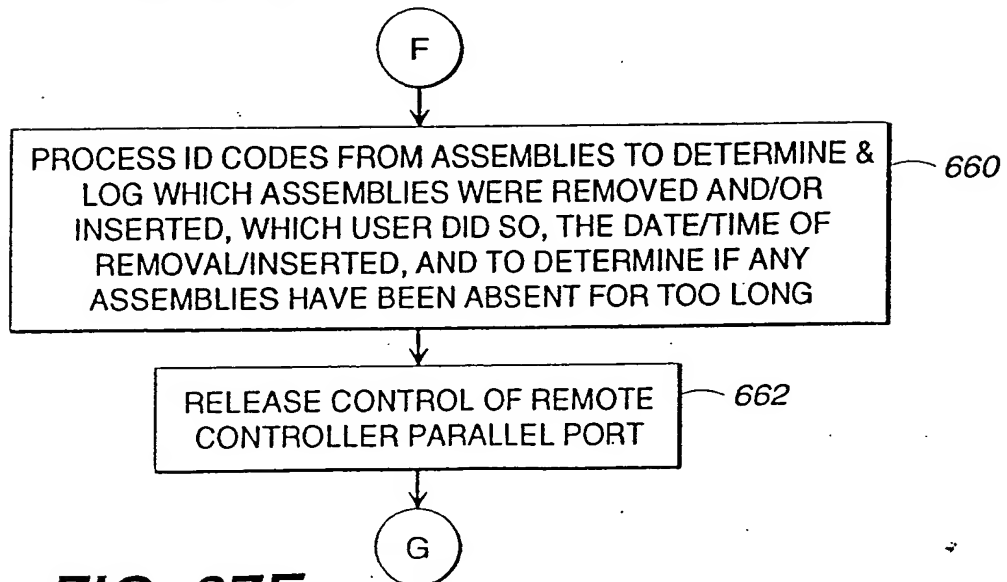 F
PROCESS ID CODES FROM ASSEMBLIES TO DETERMINE &
LOG WHICH ASSEMBLIES WERE REMOVED AND/OR
INSERTED, WHICH USER DID SO, THE DATE/TIME OF
REMOVAL/INSERTED, AND TO DETERMINE IF ANY
ASSEMBLIES HAVE BEEN ABSENT FOR TOO LONG
660
RELEASE CONTROL OF REMOTE
CONTROLLER PARALLEL PORT
662
G